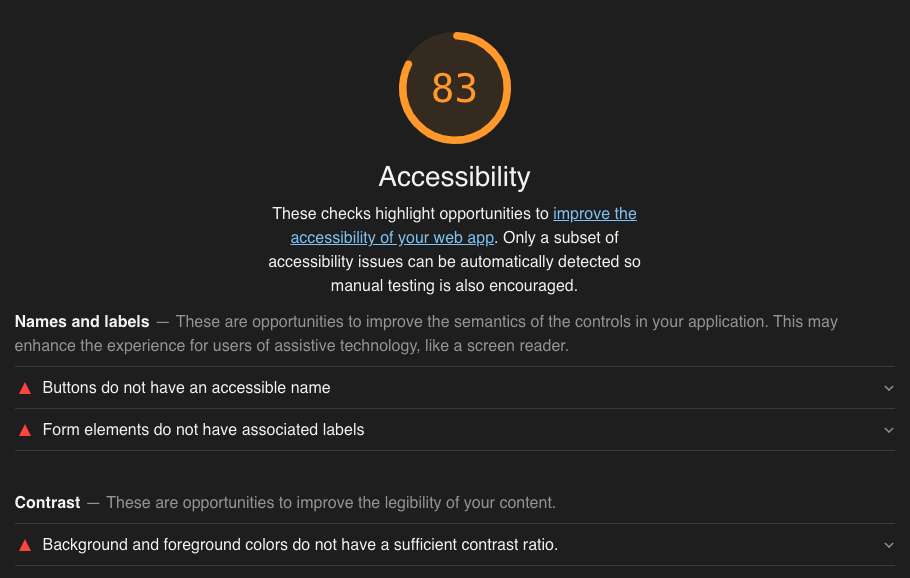 83
Accessibility
These checks highlight opportunities to improve the
accessibility of your web app. Only a subset of
accessibility issues can be automatically detected so
manual testing is also encouraged.
Names and labels — These are opportunities to improve the semantics of the controls in your application. This may
enhance the experience for users of assistive technology, like a screen reader.
Buttons do not have an accessible name
Form elements do not have associated labels
Contrast — These are opportunities to improve the legibility of your content.
Background and foreground colors do not have a sufficient contrast ratio.